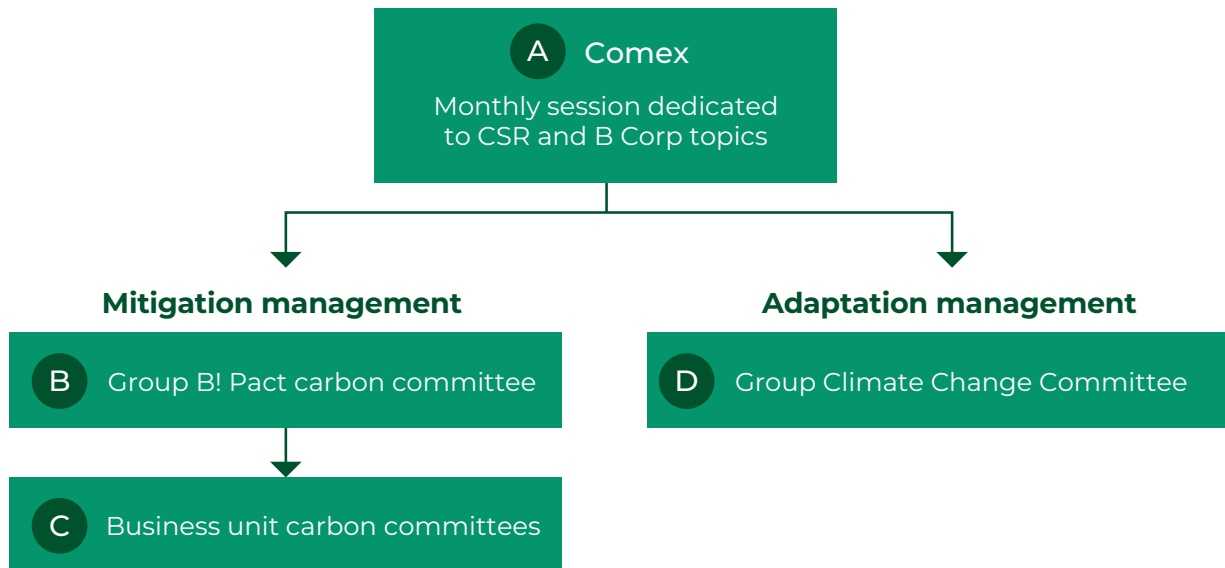 A Comex
Monthly session dedicated
to CSR and B Corp topics
Mitigation management
B Group B! Pact carbon committee
C Business unit carbon committees
Adaptation management
D Group Climate Change Committee